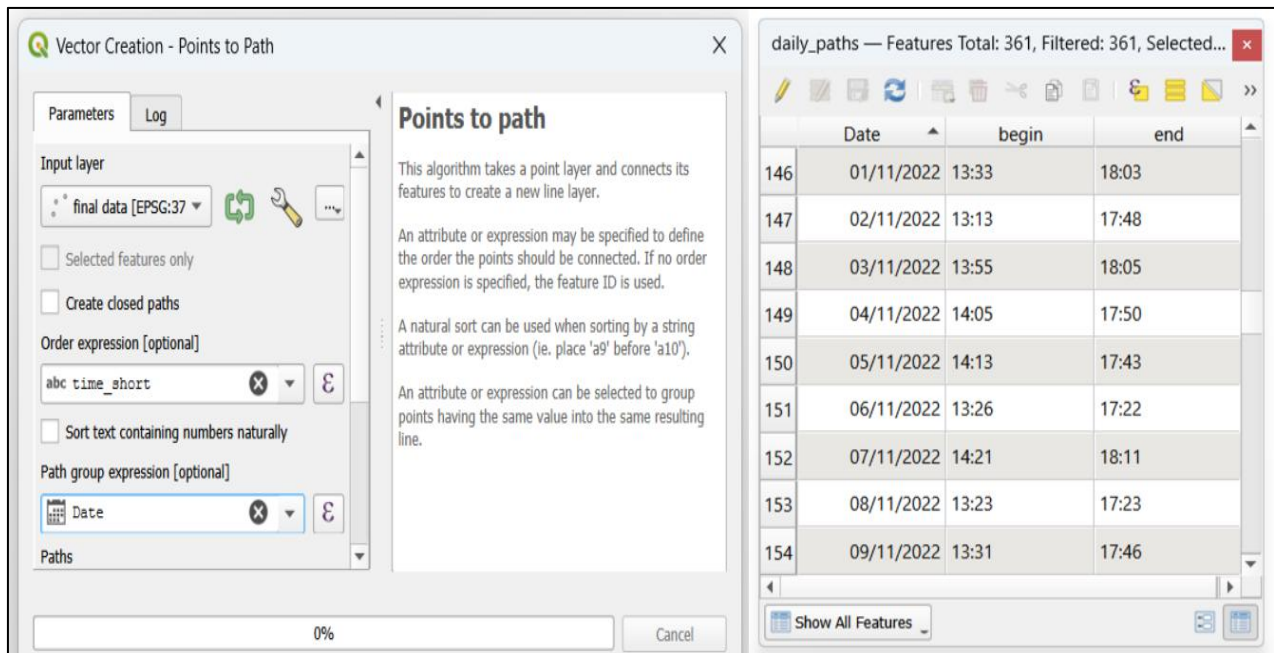 Vector Creation - Points to Path
Parameters
Log
Input layer
final data [EPSG:37
Selected features only
Create closed paths
Order expression [optional]
abc time_short
ε
Sort text containing numbers naturally
Path group expression [optional]
Date
ε
Paths
Points to path
This algorithm takes a point layer and connects its
features to create a new line layer.
An attribute or expression may be specified to define
the order the points should be connected. If no order
expression is specified, the feature ID is used.
A natural sort can be used when sorting by a string
attribute or expression (ie. place 'a9' before 'a10').
An attribute or expression can be selected to group
points having the same value into the same resulting
line.
0%
Cancel
daily_paths — Features Total: 361, Filtered: 361, Selected...
Date begin end
146 01/11/2022 13:33 18:03
147 02/11/2022 13:13 17:48
148 03/11/2022 13:55 18:05
149 04/11/2022 14:05 17:50
150 05/11/2022 14:13 17:43
151 06/11/2022 13:26 17:22
152 07/11/2022 14:21 18:11
153 08/11/2022 13:23 17:23
154 09/11/2022 13:31 17:46
Show All Features